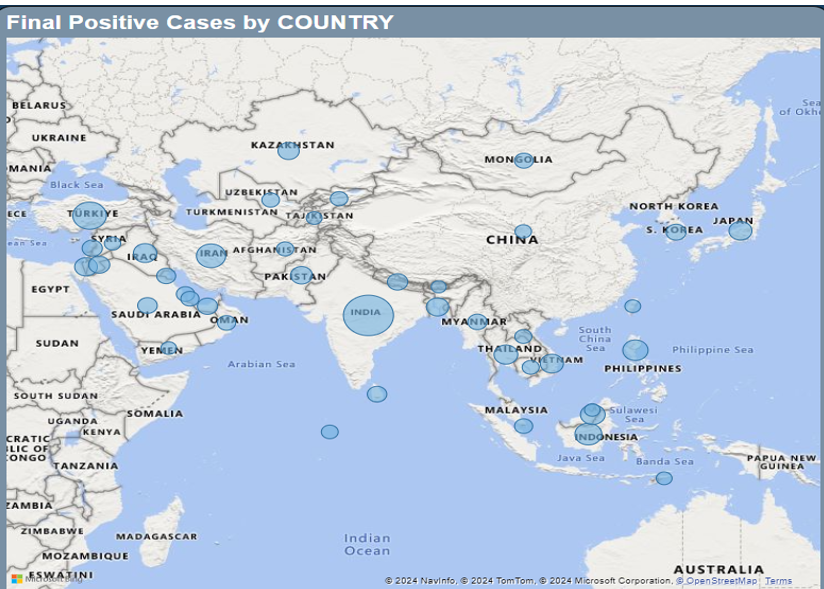 Final Positive Cases by COUNTRY
Sea
of Okho
BELARUS
UKRAINE
MANIA
KAZAKHSTAN
MONGOLIA
Black Sea
UZBEKISTAN
NORTH KOREA
ECE
TÜRKIYE
TURKMENISTAN
TAJIKISTAN
JAPAN
S. KOREA
ean Sea
SYRIA
IRAQ
IRAN
AFGHANISTAN
CHINA
PAKISTAN
EGYPT
SAUDI ARABIA
OMAN
INDIA
MYANMAR
SUDAN
YEMEN
South
China
Sea
THAILAND
VIETNAM
Philippine Sea
Arabian Sea
PHILIPPINES
SOUTH SUDAN
SOMALIA
MALAYSIA
Sulawesi
Sea
UGANDA
KENYA
CRATIC
LIC OF
CONGO
INDONESIA
TANZANIA
Java Sea
Banda Sea
PAPUA NEW
GUINEA
ZAMBIA
ZIMBABWE
MADAGASCAR
Indian
Ocean
MOZAMBIQUE
AUSTRALIA
ESWATINI
Microsoft Bing
© 2024 NavInfo, © 2024 TomTom, © 2024 Microsoft Corporation, © OpenStreetMap Terms